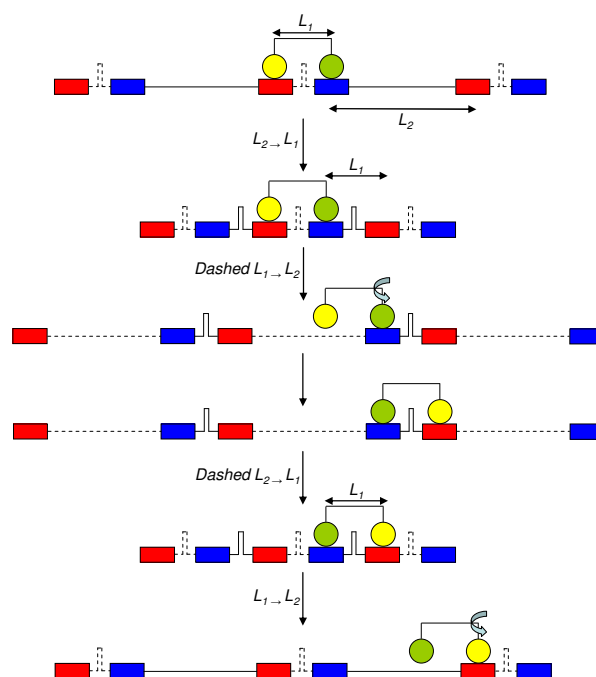 L1
L2
L2→ L1
L1
Dashed L1→ L2
Dashed L2→ L1
L1
L1→ L2